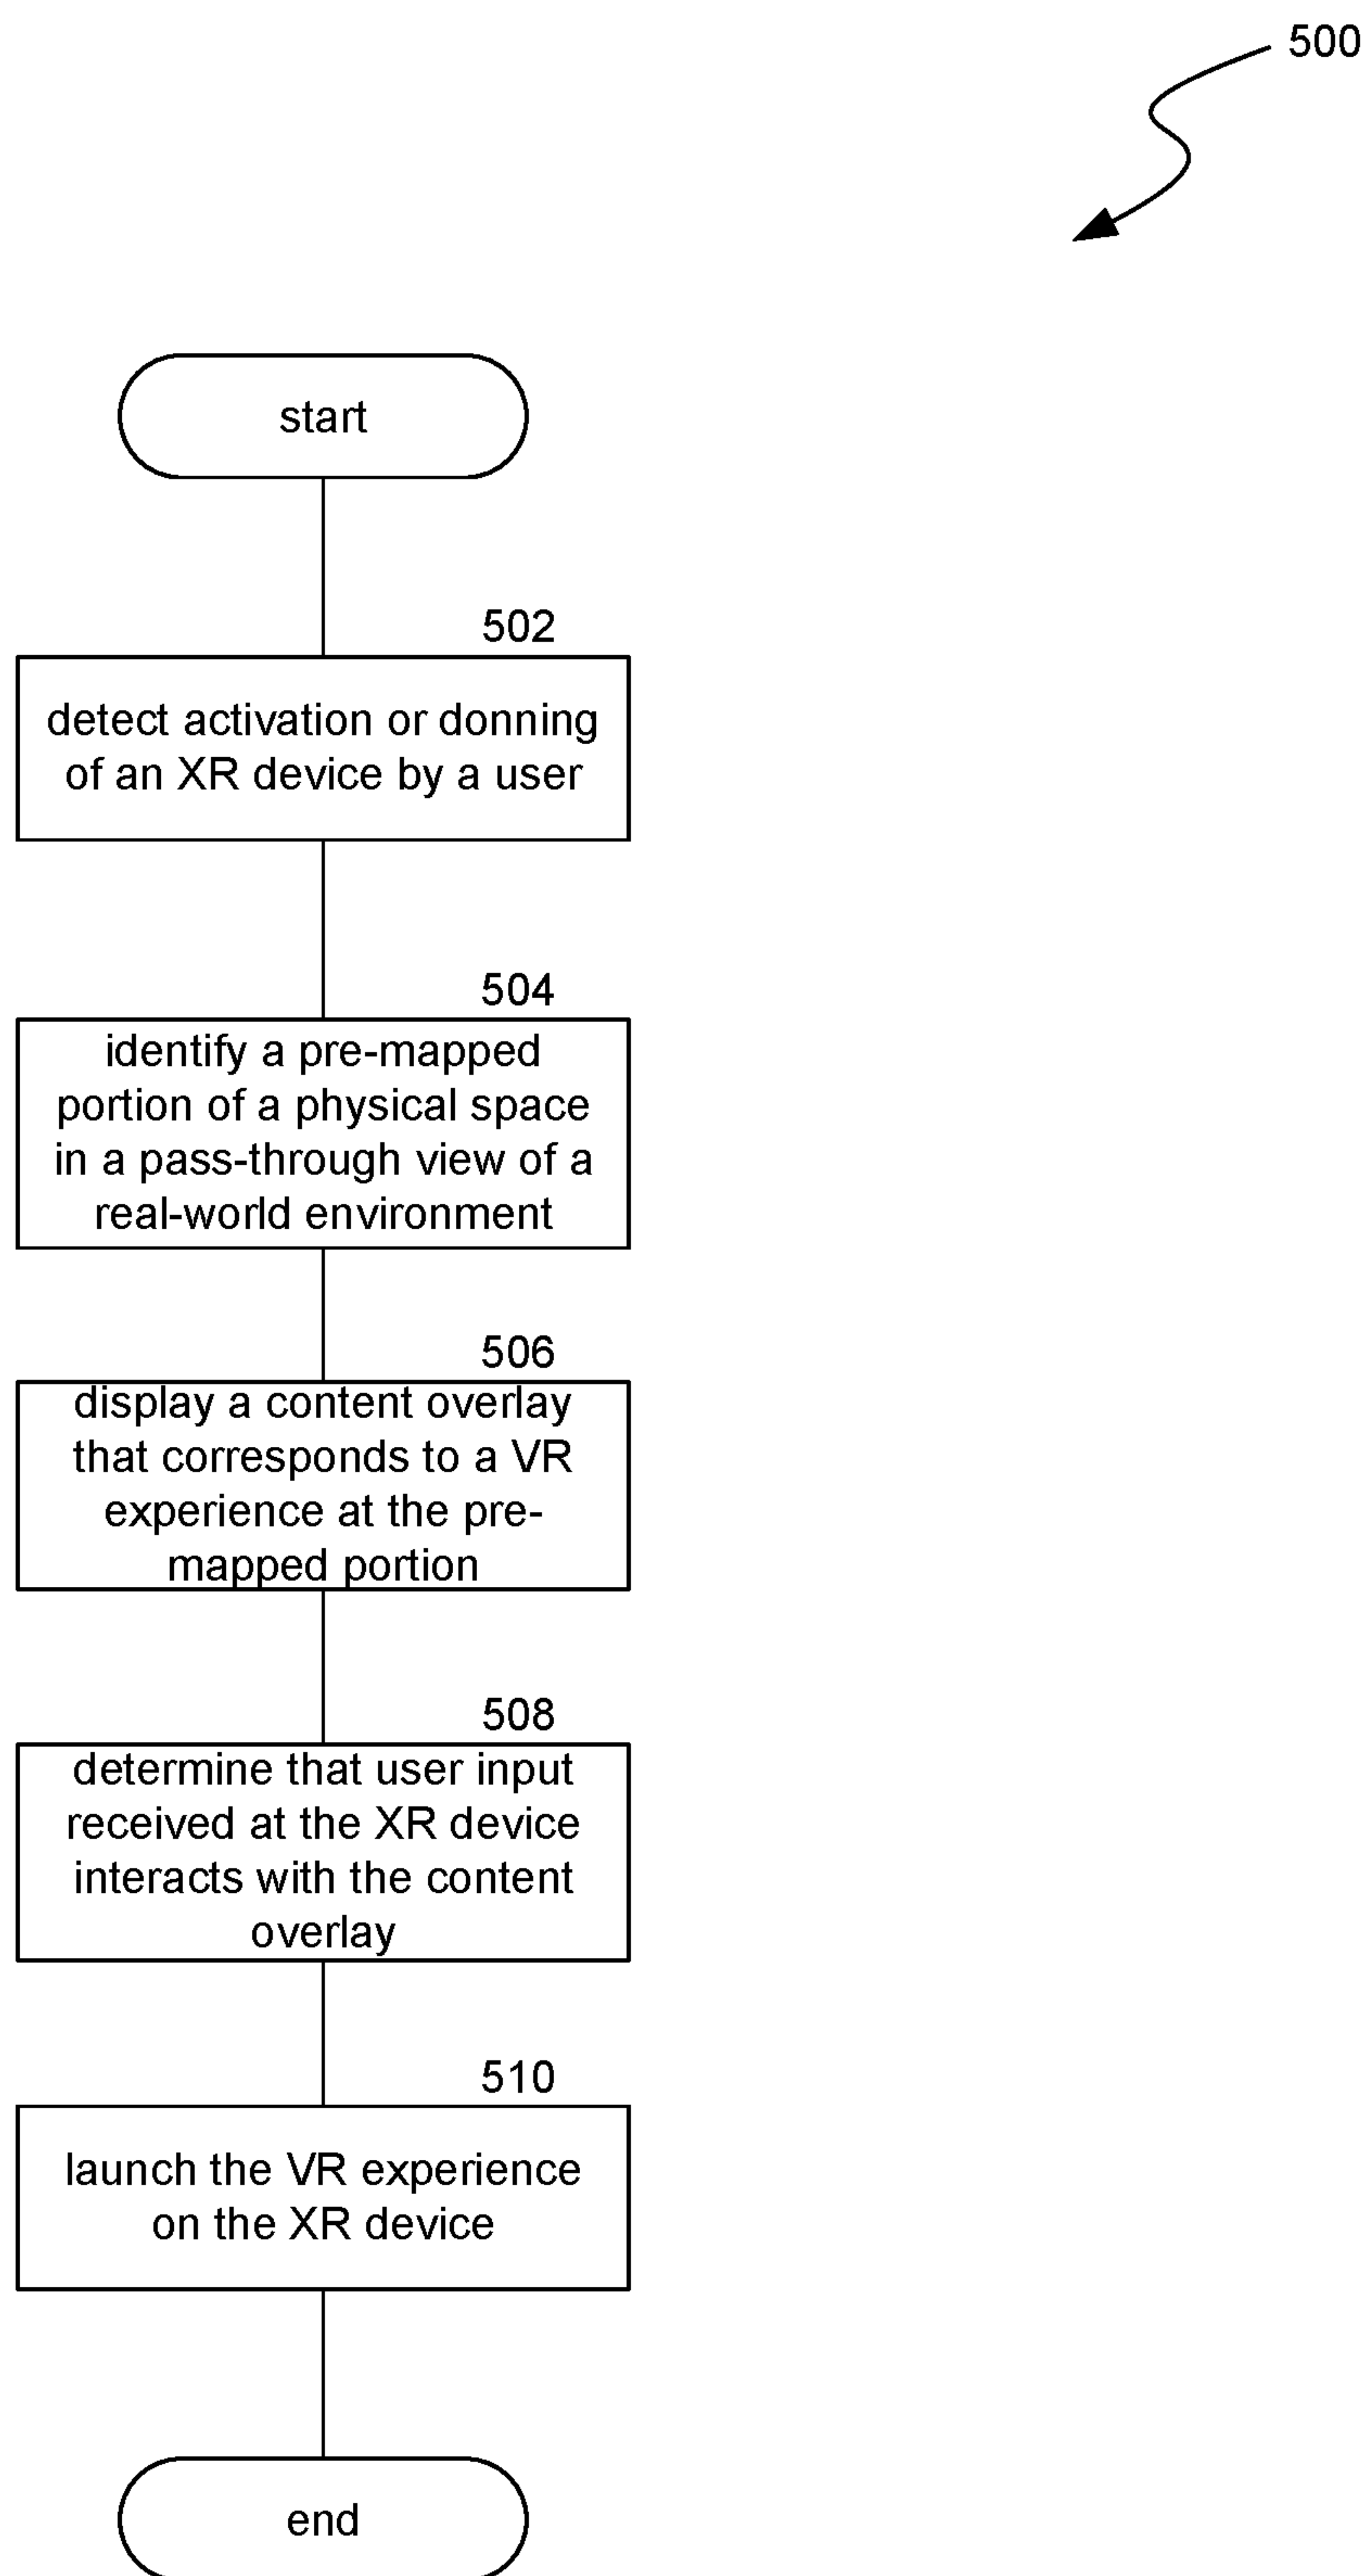 500
start
502
detect activation or donning
of an XR device by a user
504
identify a pre-mapped
portion of a physical space
in a pass-through view of a
real-world environment
506
display a content overlay
that corresponds to a VR
experience at the pre-
mapped portion
508
determine that user input
received at the XR device
interacts with the content
overlay
510
launch the VR experience
on the XR device
end